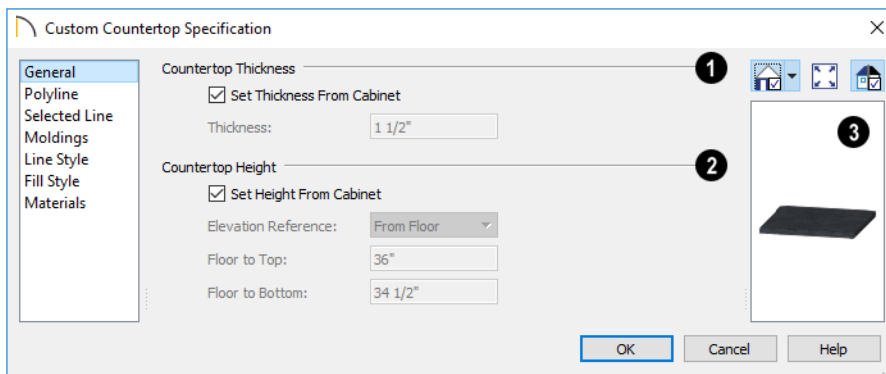 Custom Countertop Specification
General
Polyline
Selected Line
Moldings
Line Style
Fill Style
Materials
Countertop Thickness
1
Set Thickness From Cabinet
Thickness: 1 1/2"
Countertop Height
2
Set Height From Cabinet
Elevation Reference: From Floor
Floor to Top: 36"
Floor to Bottom: 34 1/2"
3
OK Cancel Help